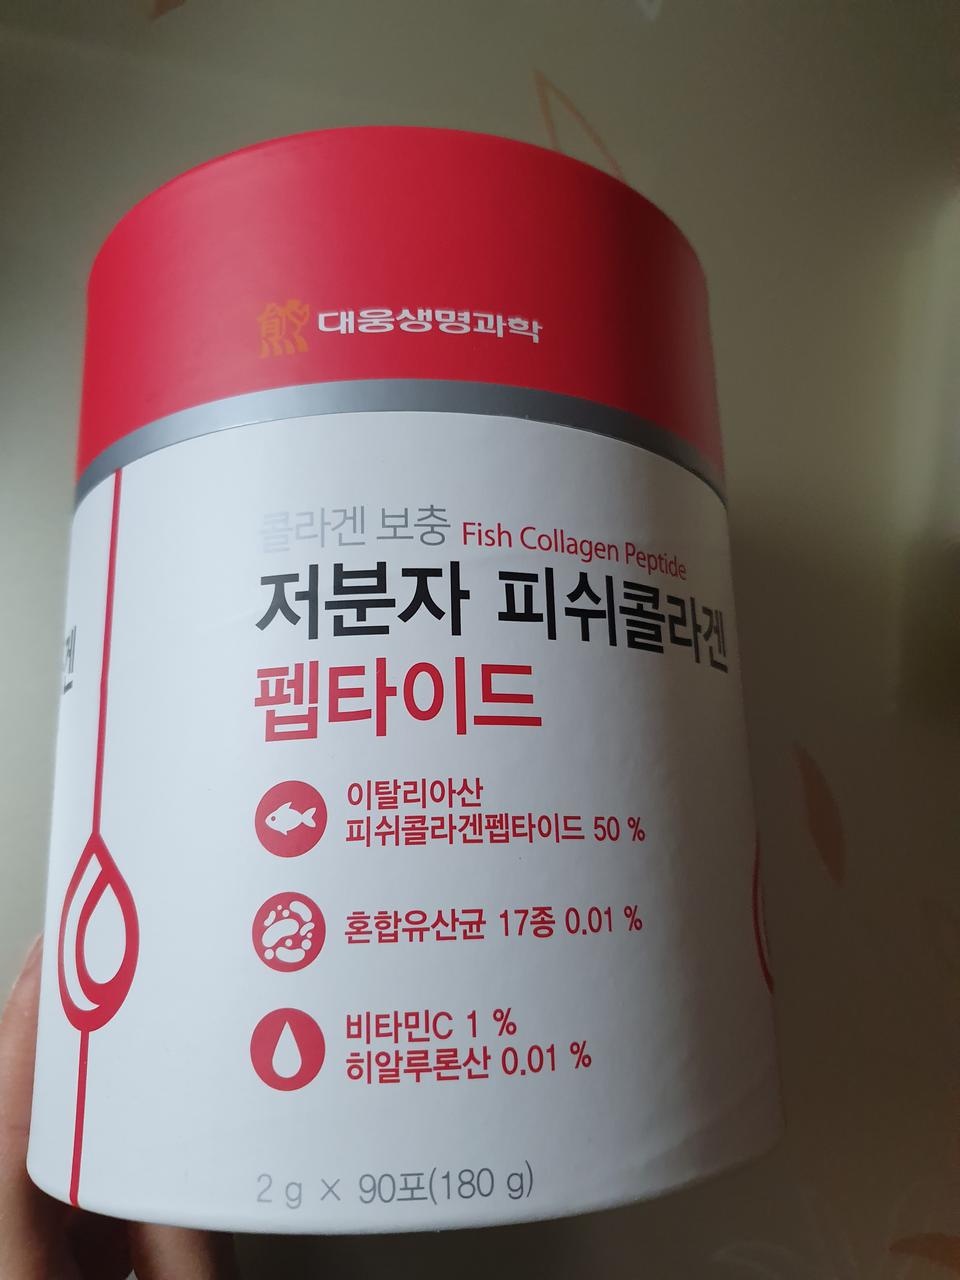 대웅생명과학
콜라겐 보충 Fish Collagen Peptide
저분자 피쉬콜라겐
펩타이드
이탈리아산
피쉬콜라겐펩타이드 50 %
혼합유산균 17종 0.01 %
비타민C 1 %
히알루론산 0.01 %
2 g × 90포(180 g)